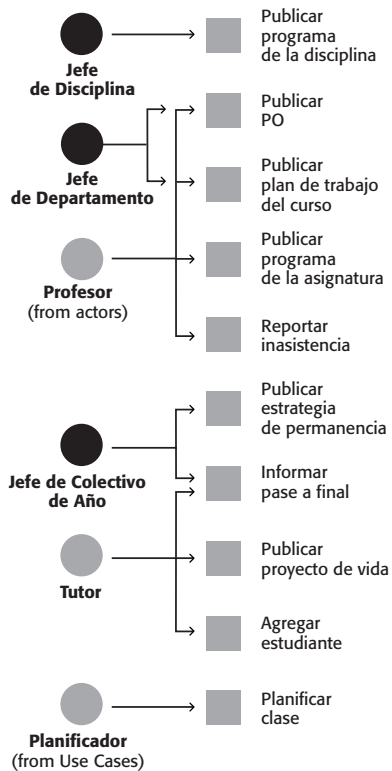 Publicar
programa
de la disciplina
Jefe
de Disciplina
Publicar
PO
Jefe
de Departamento
Publicar
plan de trabajo
del curso
Publicar
programa
de la asignatura
Profesor
(from actors)
Reportar
inasistencia
Publicar
estrategia
de permanencia
Jefe de Colectivo
de Año
Informar
pase a final
Publicar
proyecto de vida
Tutor
Agregar
estudiante
Planificar
clase
Planificador
(from Use Cases)